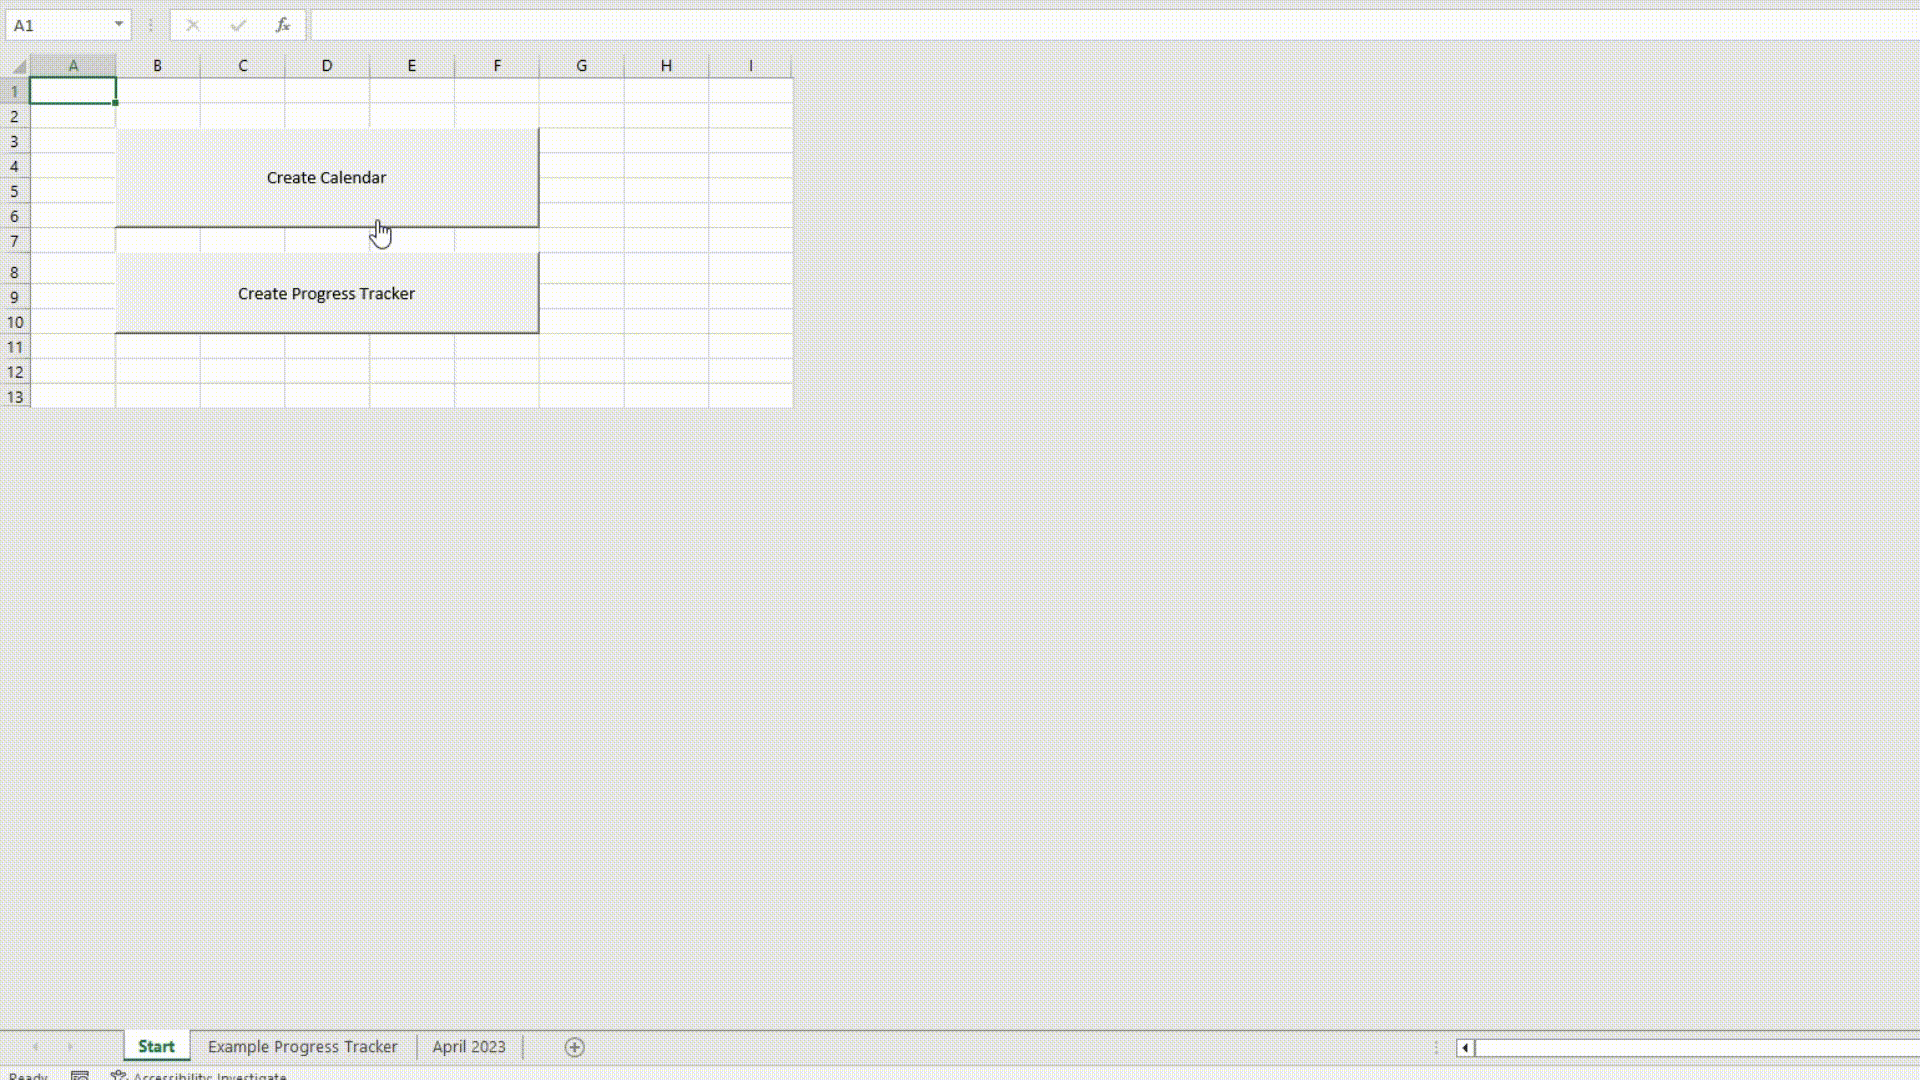 A1
fx
A B C D E F G H I
1
2
3
4
5
6
7
8
9
10
11
12
13
Create Calendar
Create Progress Tracker
Start Example Progress Tracker April 2023
Ready Accessibility: Investigate